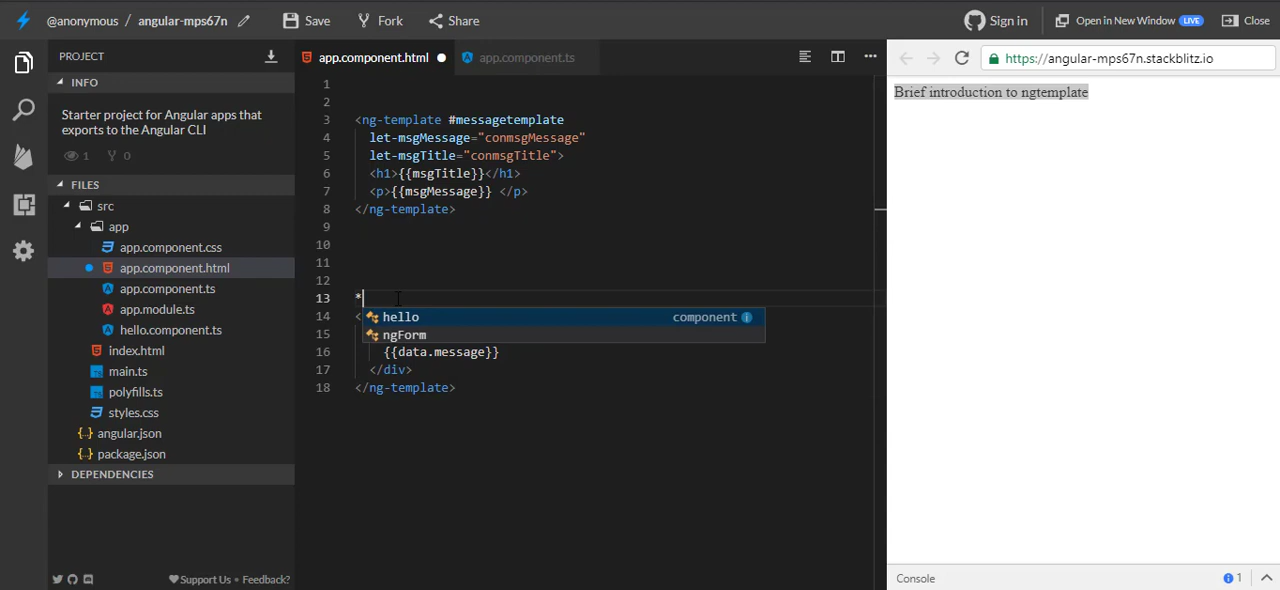 @anonymous / angular-mps67n
Save
Fork
Share
Sign in
Open in New Window
LIVE
Close
PROJECT
INFO
Starter project for Angular apps that
exports to the Angular CLI
1
0
FILES
src
app
app.component.css
app.component.html
app.component.ts
app.module.ts
hello.component.ts
index.html
main.ts
polyfills.ts
styles.css
{..} angular.json
{..} package.json
DEPENDENCIES
Support Us • Feedback?
app.component.html
app.component.ts
1
2
3 <ng-template #messagetemplate
4 let-msgMessage="conmsgMessage"
5 let-msgTitle="conmsgTitle">
6 <h1>{{msgTitle}}</h1>
7 <p>{{msgMessage}} </p>
8 </ng-template>
9
10
11
12
13 *
14 <
hello component
15
ngForm
16 {{data.message}}
17 </div>
18 </ng-template>
https://angular-mps67n.stackblitz.io
Brief introduction to ngtemplate
Console
1